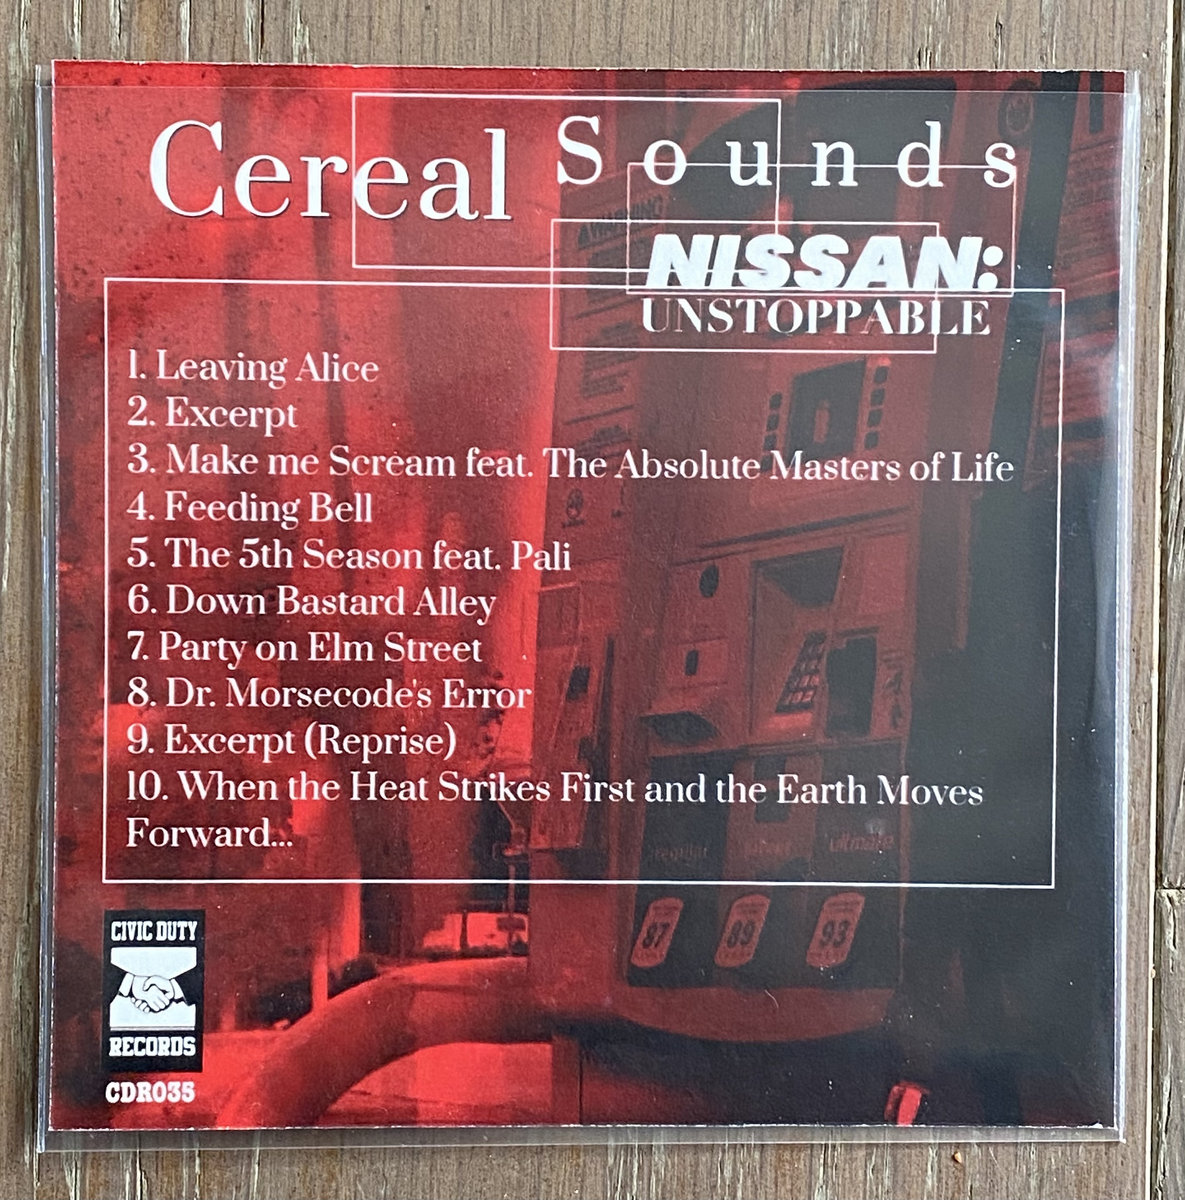 Cereal Sounds
NISSAN:
UNSTOPPABLE
WARNING
1. Leaving Alice
2. Excerpt
3. Make me Scream feat. The Absolute Masters of Life
4. Feeding Bell
5. The 5th Season feat. Pali
6. Down Bastard Alley
7. Party on Elm Street
8. Dr. Morsecode's Error
9. Excerpt (Reprise)
10. When the Heat Strikes First and the Earth Moves
Forward...
regular
ultimate
87 89 93
CIVIC DUTY
RECORDS
CDR035